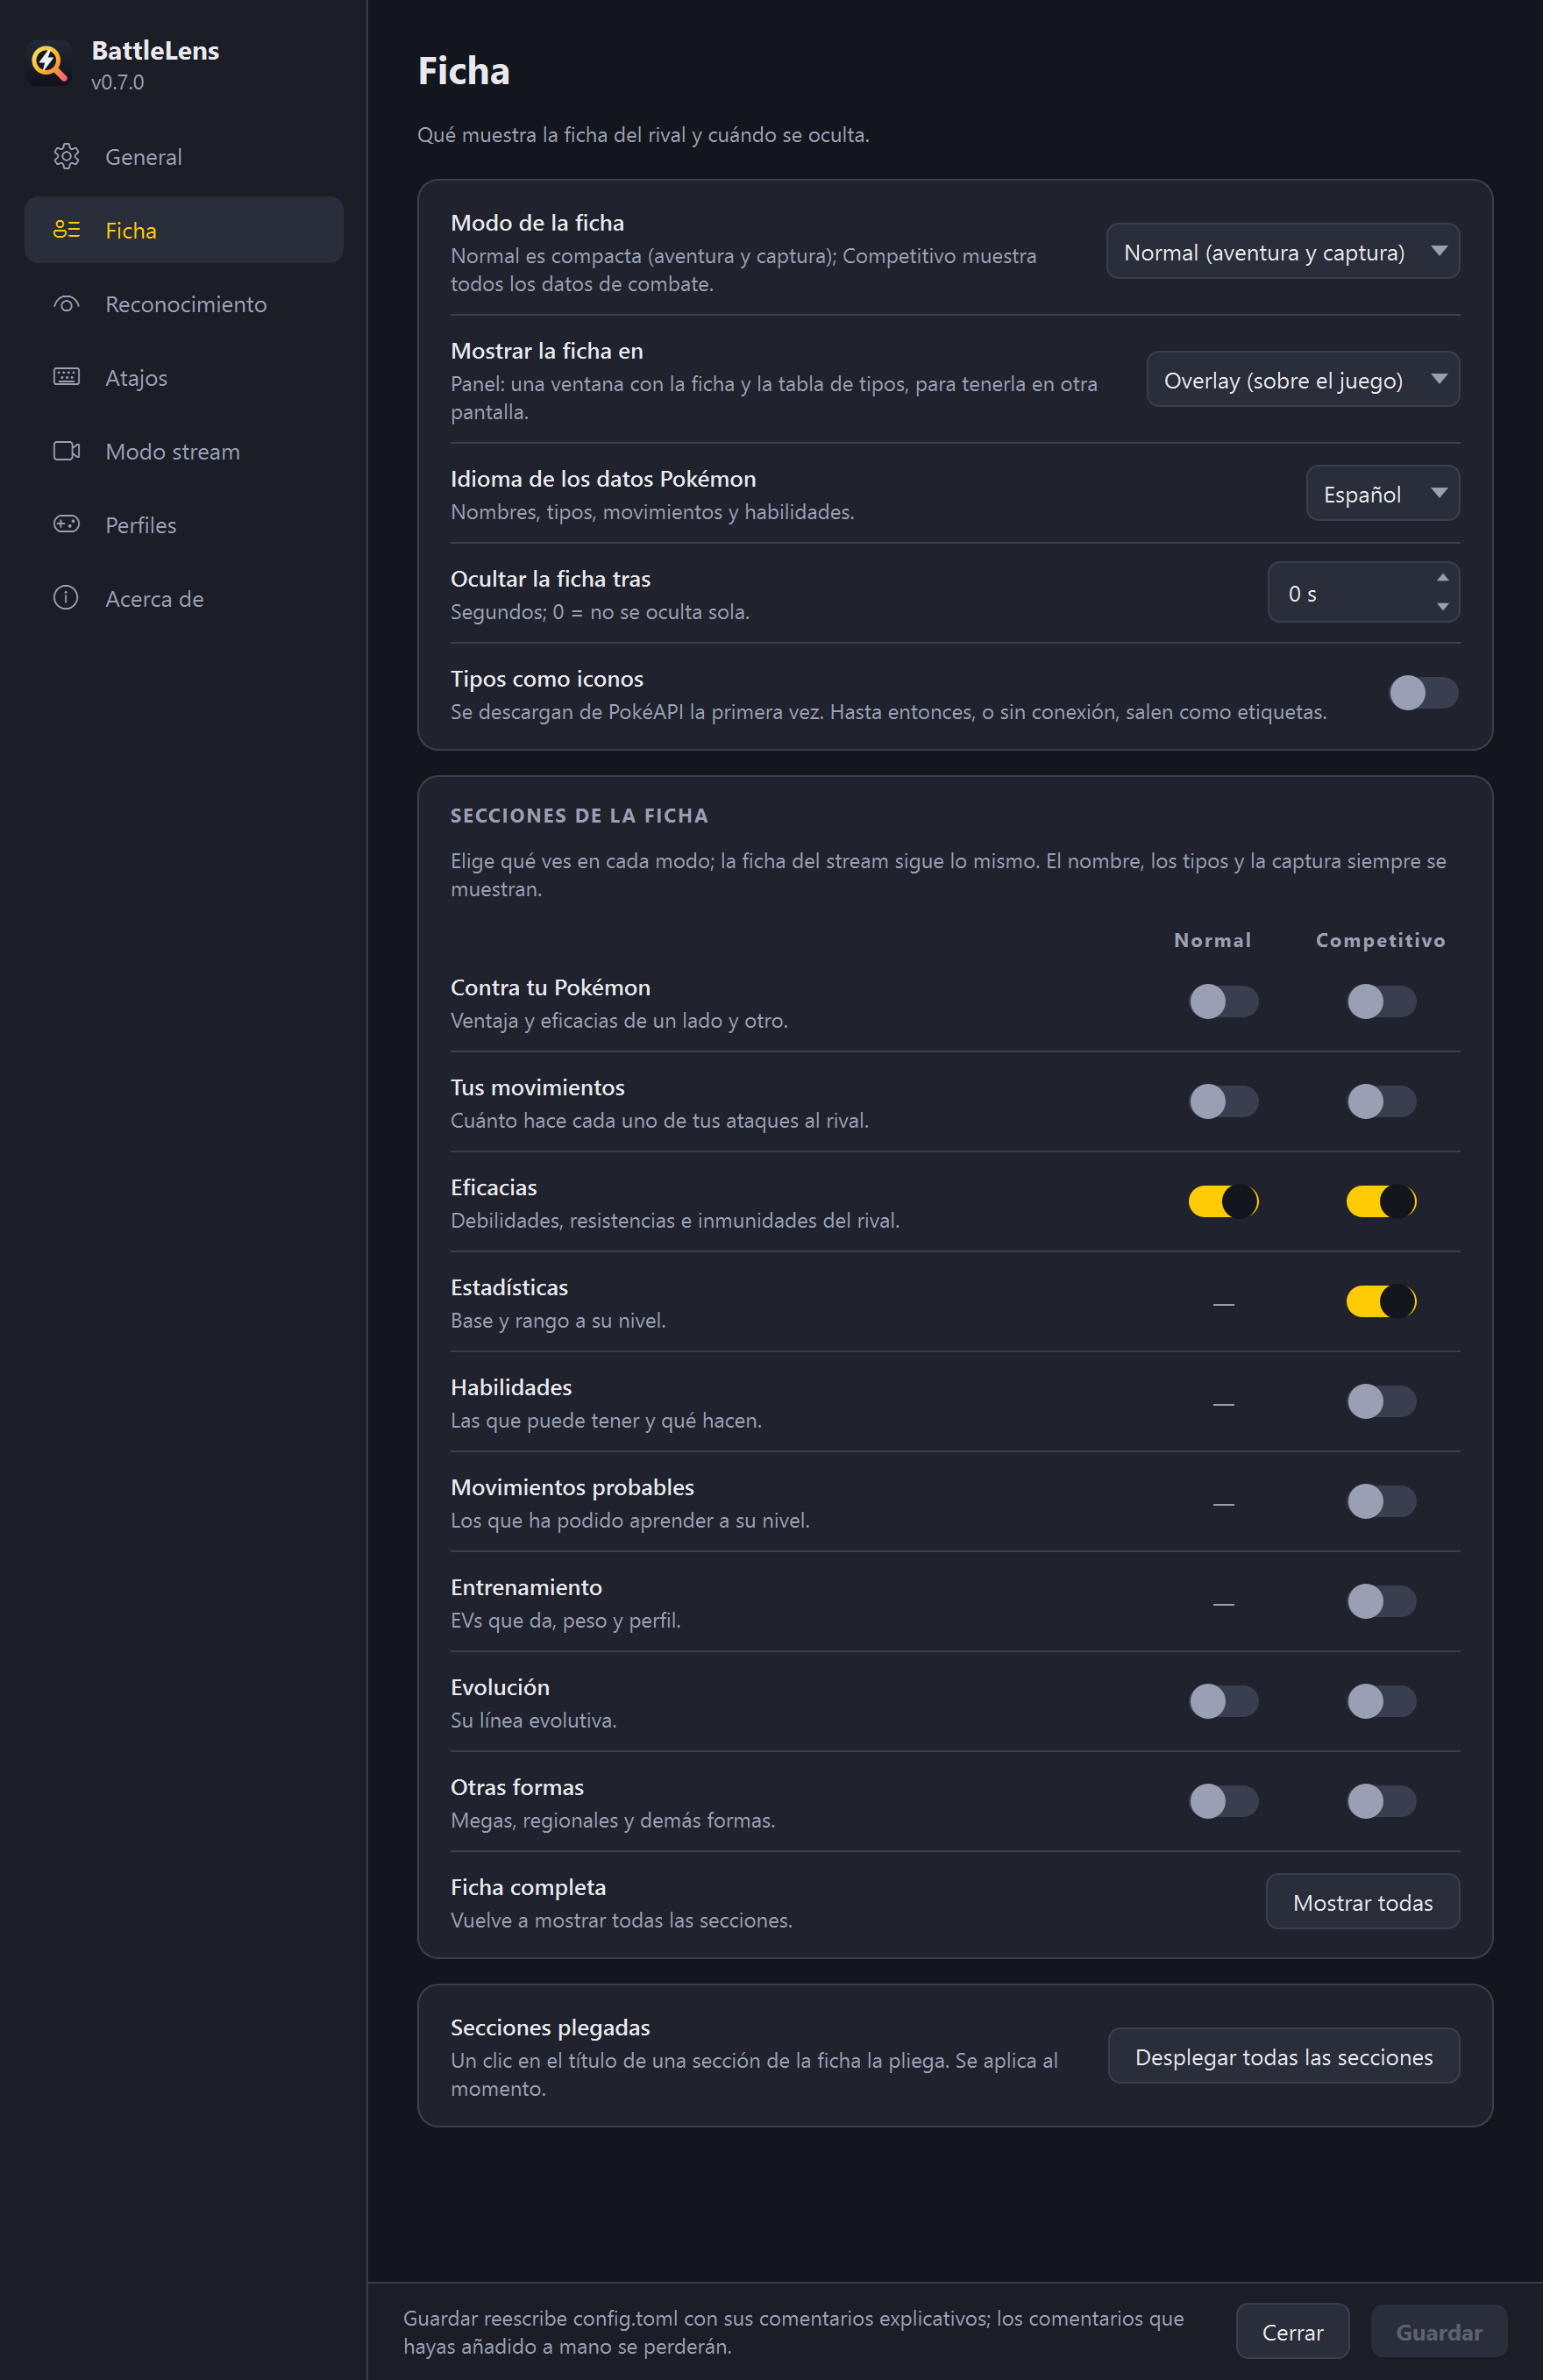 BattleLens
v0.7.0
General
Ficha
Reconocimiento
Atajos
Modo stream
Perfiles
Acerca de
Ficha
Qué muestra la ficha del rival y cuándo se oculta.
Modo de la ficha
Normal es compacta (aventura y captura); Competitivo muestra
todos los datos de combate.
Normal (aventura y captura)
Mostrar la ficha en
Panel: una ventana con la ficha y la tabla de tipos, para tenerla en otra
pantalla.
Overlay (sobre el juego)
Idioma de los datos Pokémon
Nombres, tipos, movimientos y habilidades.
Español
Ocultar la ficha tras
Segundos; 0 = no se oculta sola.
0 s
Tipos como iconos
Se descargan de PokéAPI la primera vez. Hasta entonces, o sin conexión, salen como etiquetas.
SECCIONES DE LA FICHA
Elige qué ves en cada modo; la ficha del stream sigue lo mismo. El nombre, los tipos y la captura siempre se
muestran.
Normal Competitivo
Contra tu Pokémon
Ventaja y eficacias de un lado y otro.
Tus movimientos
Cuánto hace cada uno de tus ataques al rival.
Eficacias
Debilidades, resistencias e inmunidades del rival.
Estadísticas
Base y rango a su nivel.
—
Habilidades
Las que puede tener y qué hacen.
—
Movimientos probables
Los que ha podido aprender a su nivel.
—
Entrenamiento
EVs que da, peso y perfil.
—
Evolución
Su línea evolutiva.
Otras formas
Megas, regionales y demás formas.
Ficha completa
Vuelve a mostrar todas las secciones.
Mostrar todas
Secciones plegadas
Un clic en el título de una sección de la ficha la pliega. Se aplica al
momento.
Desplegar todas las secciones
Guardar reescribe config.toml con sus comentarios explicativos; los comentarios que
hayas añadido a mano se perderán.
Cerrar
Guardar